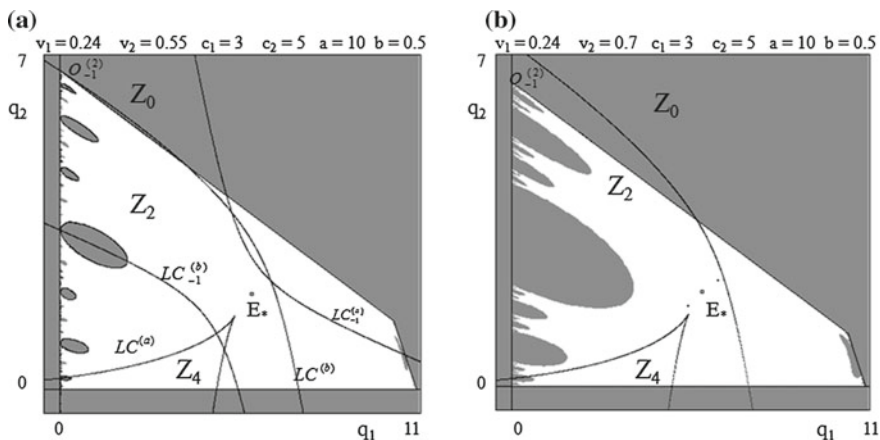 (a)
v₁ = 0.24 v₂ = 0.55 c₁ = 3 c₂ = 5 a = 10 b = 0.5
7
q₂
O₋₁⁽²⁾
Z₀
Z₂
LC₋₁⁽ᵇ⁾
E*
LC₋₁⁽ᵃ⁾
LC⁽ᵃ⁾
Z₄
LC⁽ᵇ⁾
0
0
q₁
11
(b)
v₁ = 0.24 v₂ = 0.7 c₁ = 3 c₂ = 5 a = 10 b = 0.5
7
q₂
O₋₁⁽²⁾
Z₀
Z₂
E*
Z₄
0
0
q₁
11